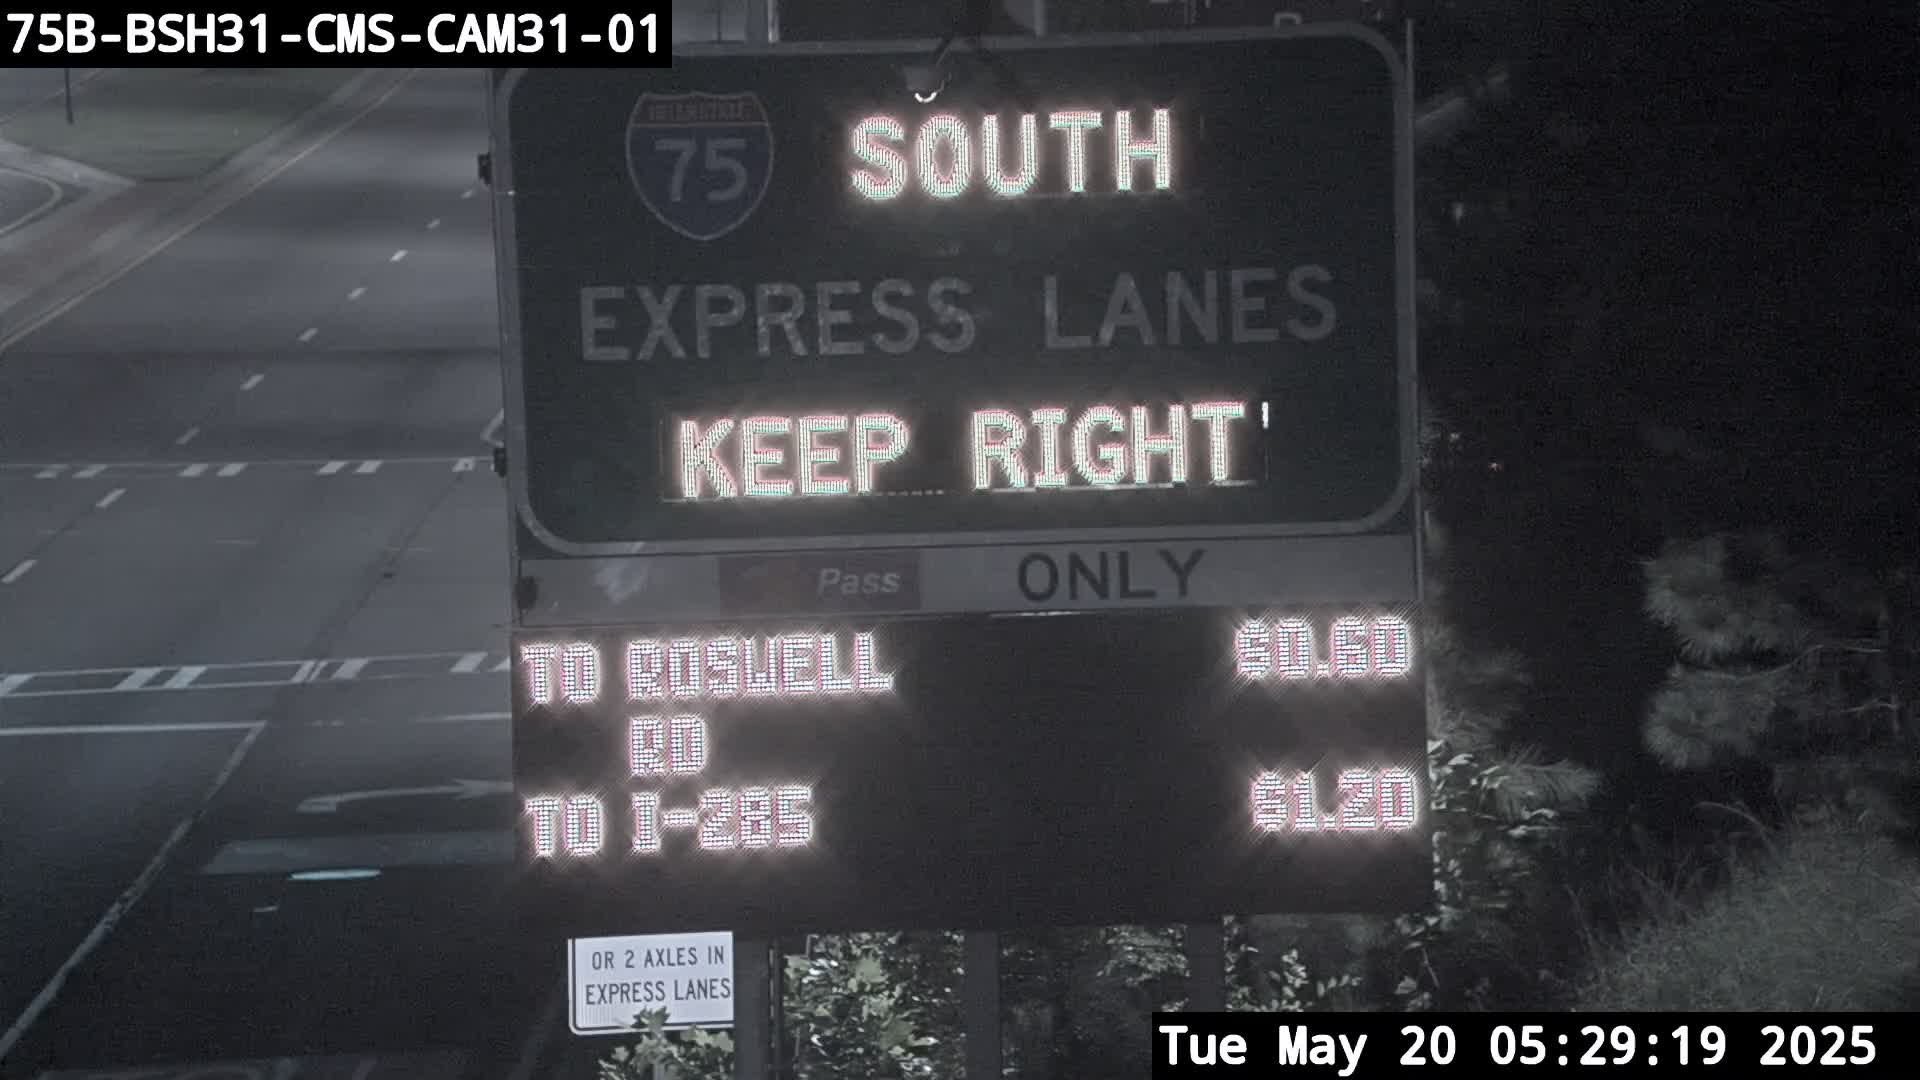 75B-BSH31-CMS-CAM31-01
INTERSTATE
75
SOUTH
EXPRESS LANES
KEEP RIGHT
Pass ONLY
TO ROSWELL $0.60
RD
TO I-285 $1.20
OR 2 AXLES IN
EXPRESS LANES
Tue May 20 05:29:19 2025